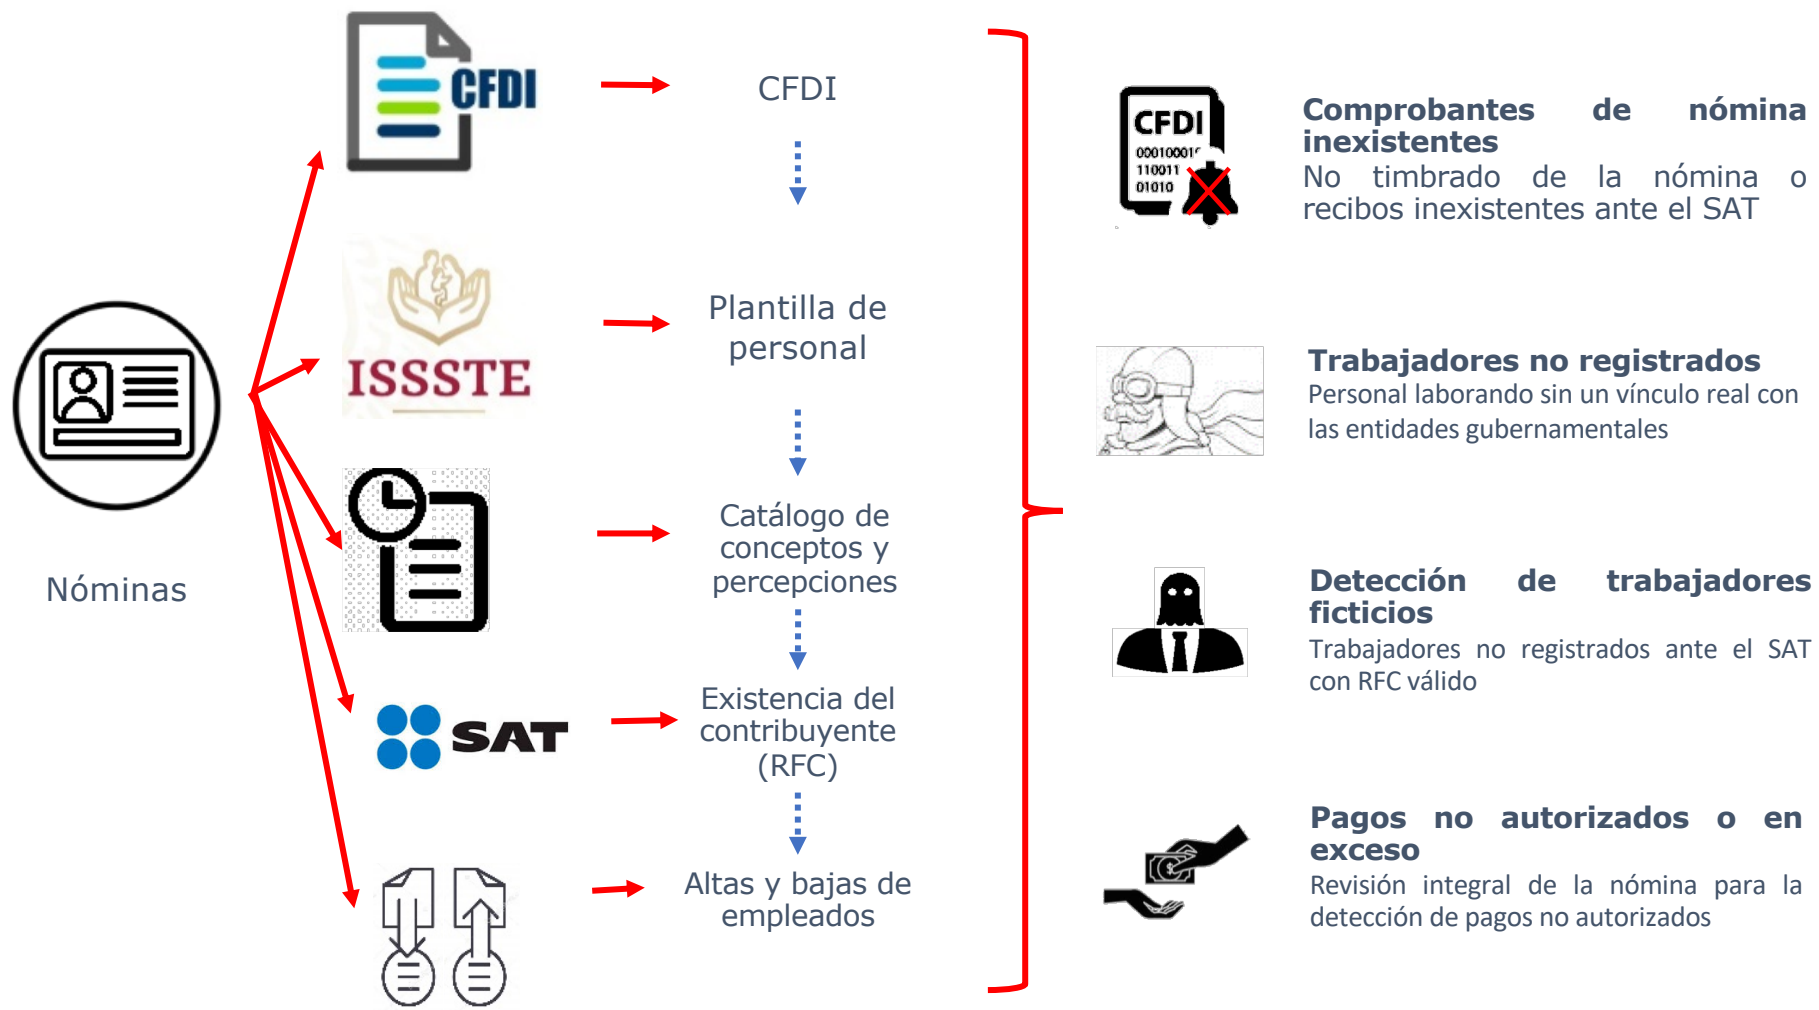 Nóminas
CFDI
ISSSTE
SAT
CFDI
Plantilla de
personal
Catálogo de
conceptos y
percepciones
Existencia del
contribuyente
(RFC)
Altas y bajas de
empleados
CFDI
000100010
110011
01010
Comprobantes de nómina
inexistentes
No timbrado de la nómina o
recibos inexistentes ante el SAT
Trabajadores no registrados
Personal laborando sin un vínculo real con
las entidades gubernamentales
Detección de trabajadores
ficticios
Trabajadores no registrados ante el SAT
con RFC válido
Pagos no autorizados o en
exceso
Revisión integral de la nómina para la
detección de pagos no autorizados